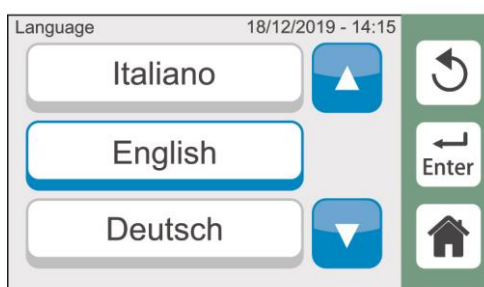 Language 18/12/2019 - 14:15
Italiano
English
Enter
Deutsch